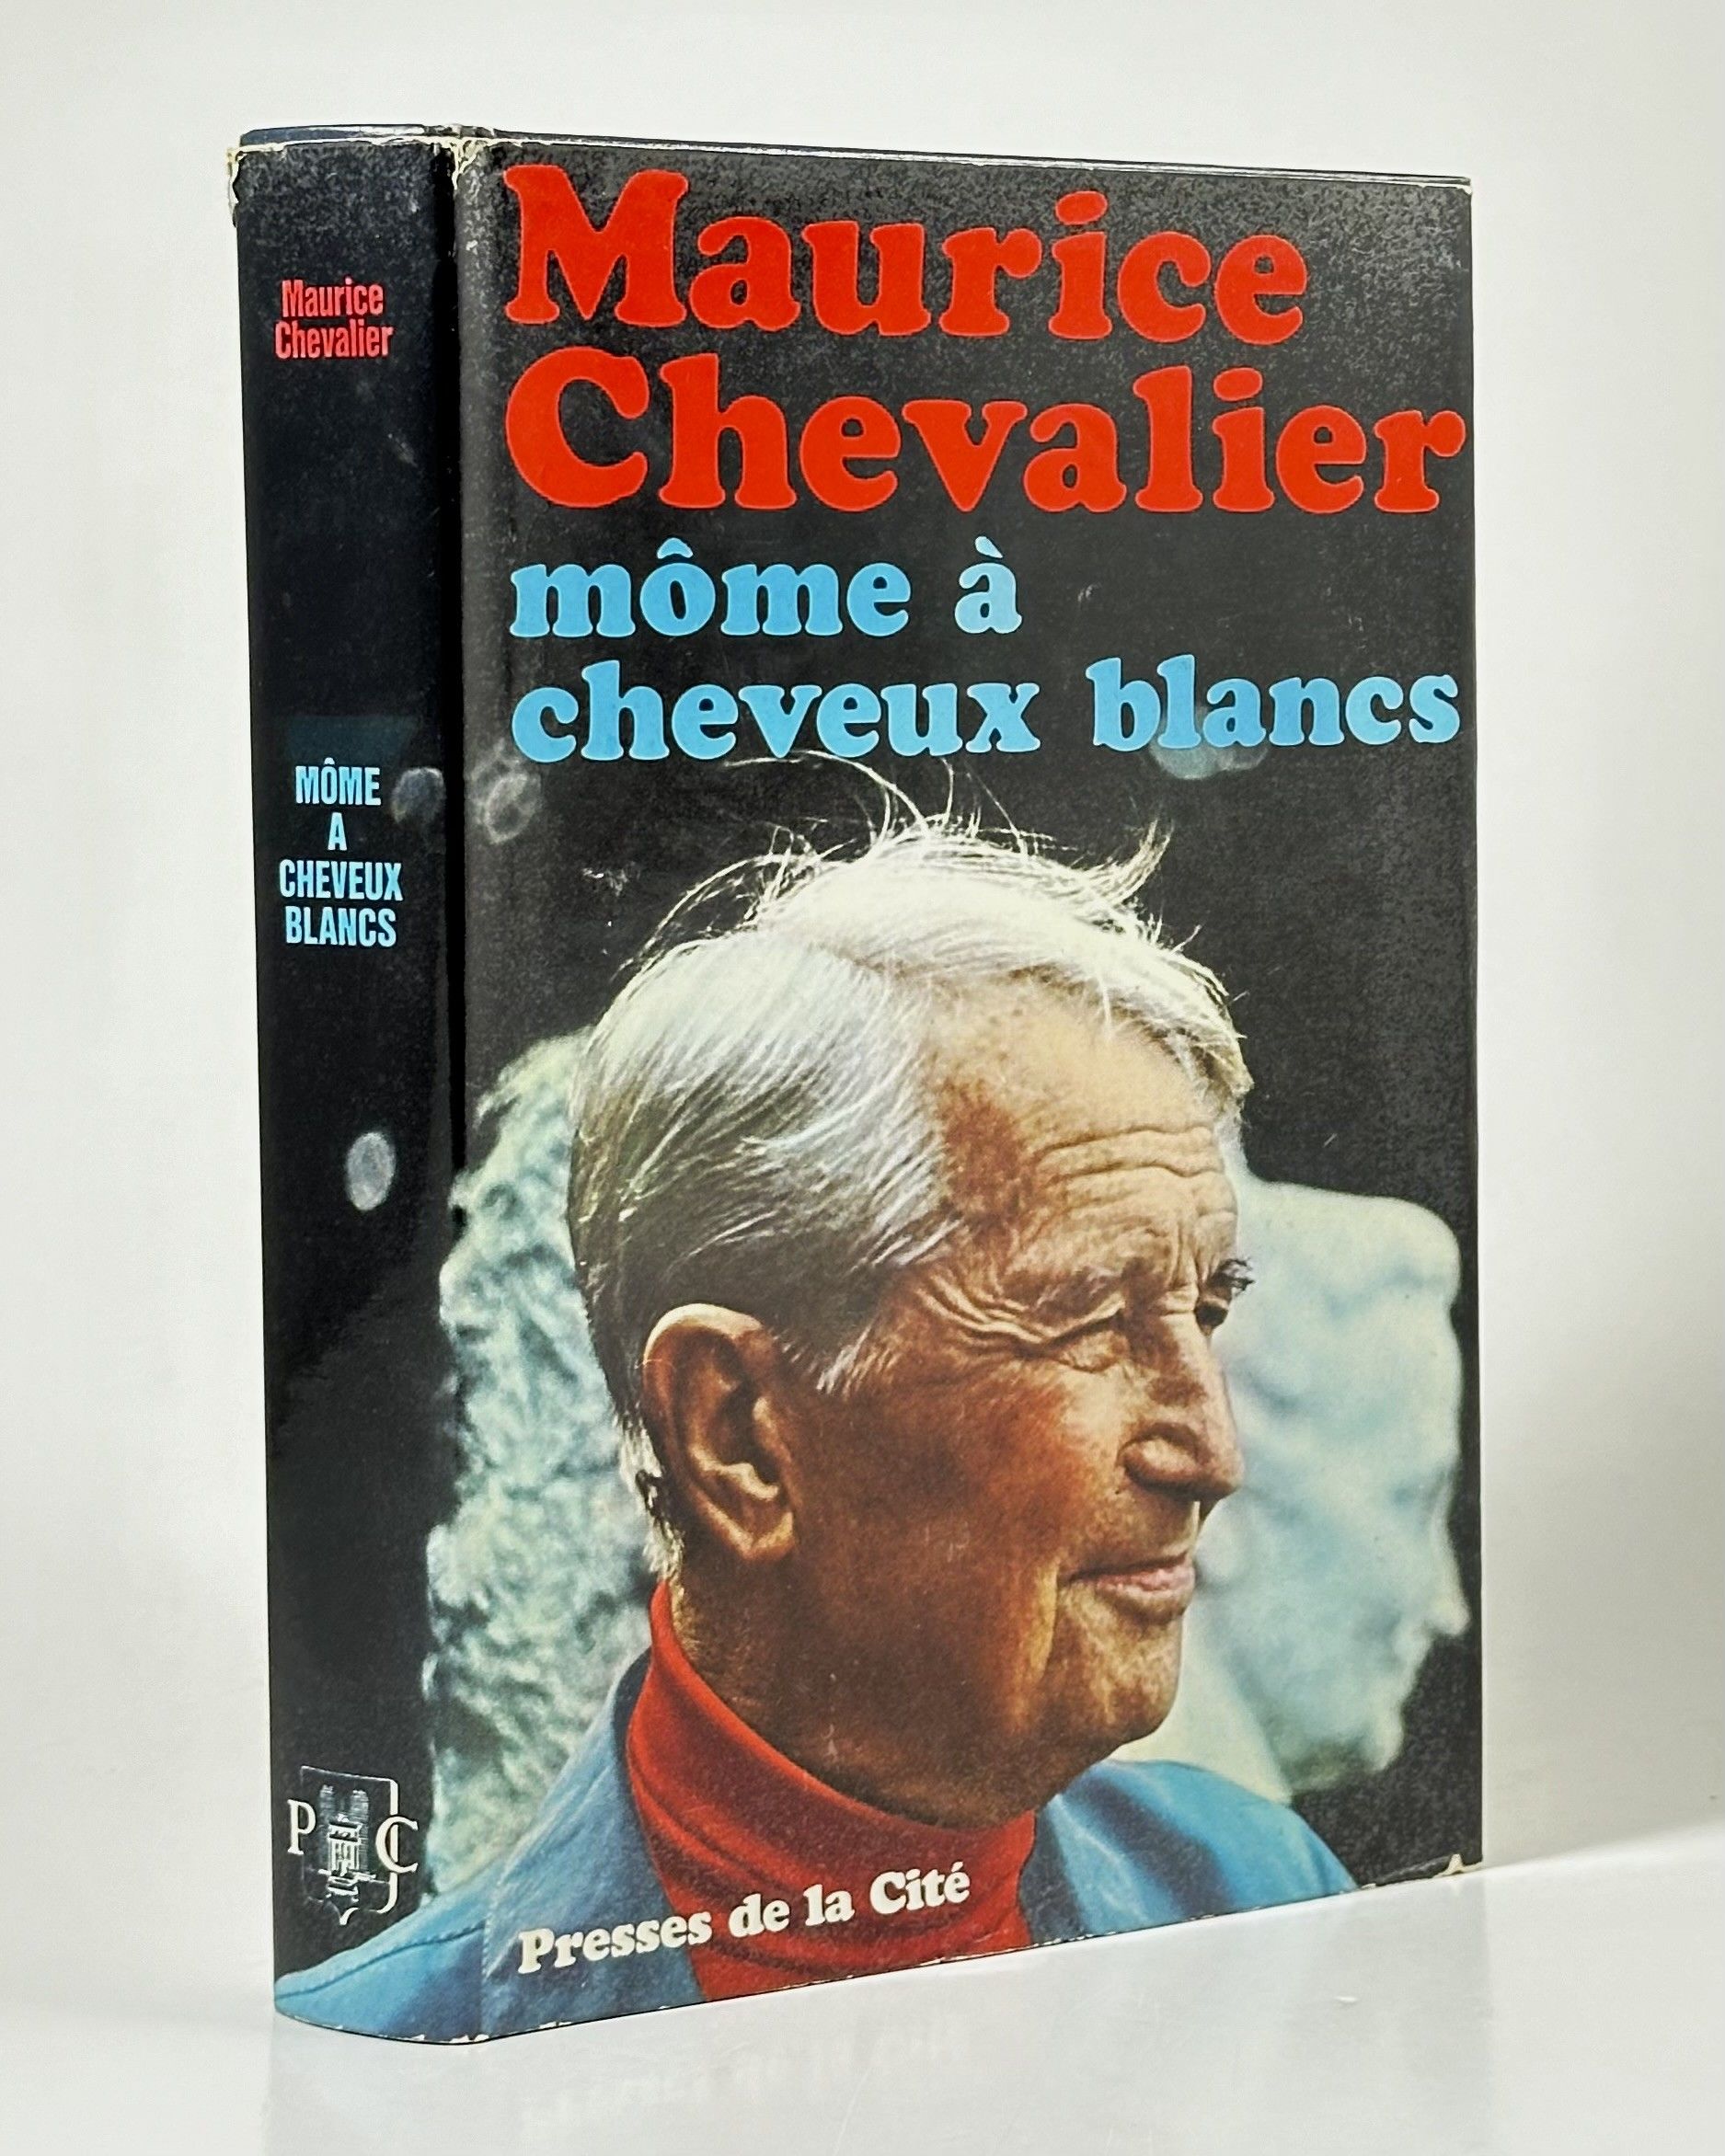 Maurice
Chevalier
MÔME
A
CHEVEUX
BLANCS
P C
Maurice
Chevalier
môme à
cheveux blancs
Presses de la Cité